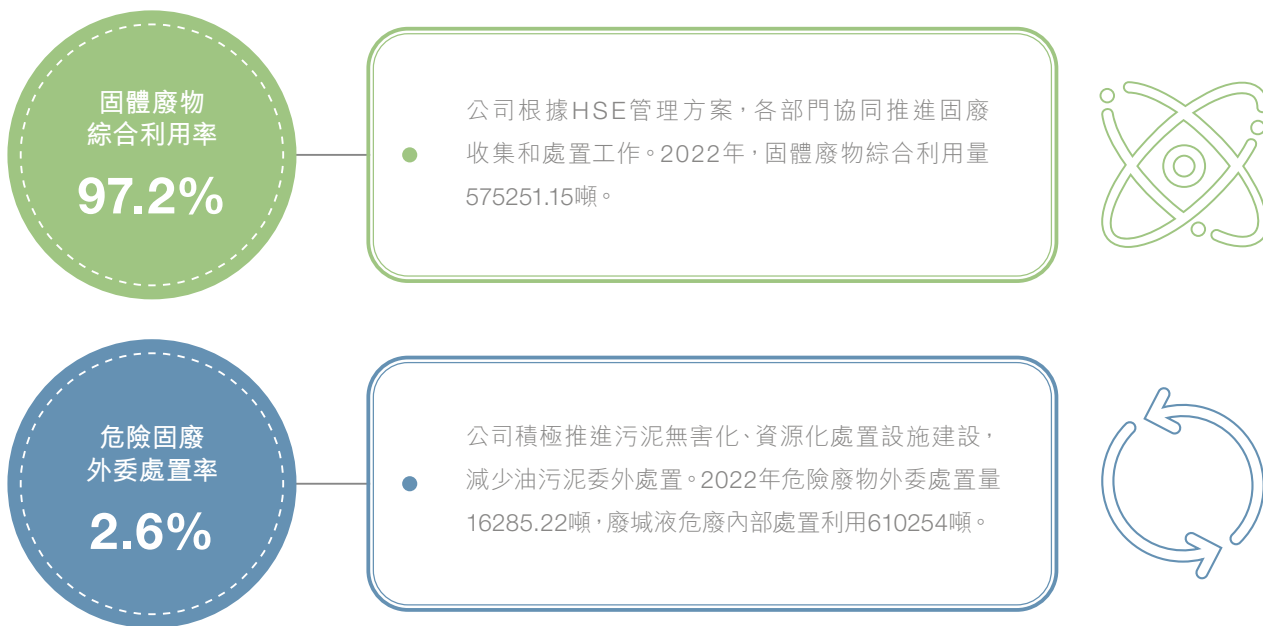 固體廢物
綜合利用率
97.2%
公司根據HSE管理方案，各部門協同推進固廢
收集和處置工作。2022年，固體廢物綜合利用量
575251.15噸。
危險固廢
外委處置率
2.6%
公司積極推進污泥無害化、資源化處置設施建設，
減少油污泥委外處置。2022年危險廢物外委處置量
16285.22噸，廢堿液危廢內部處置利用610254噸。